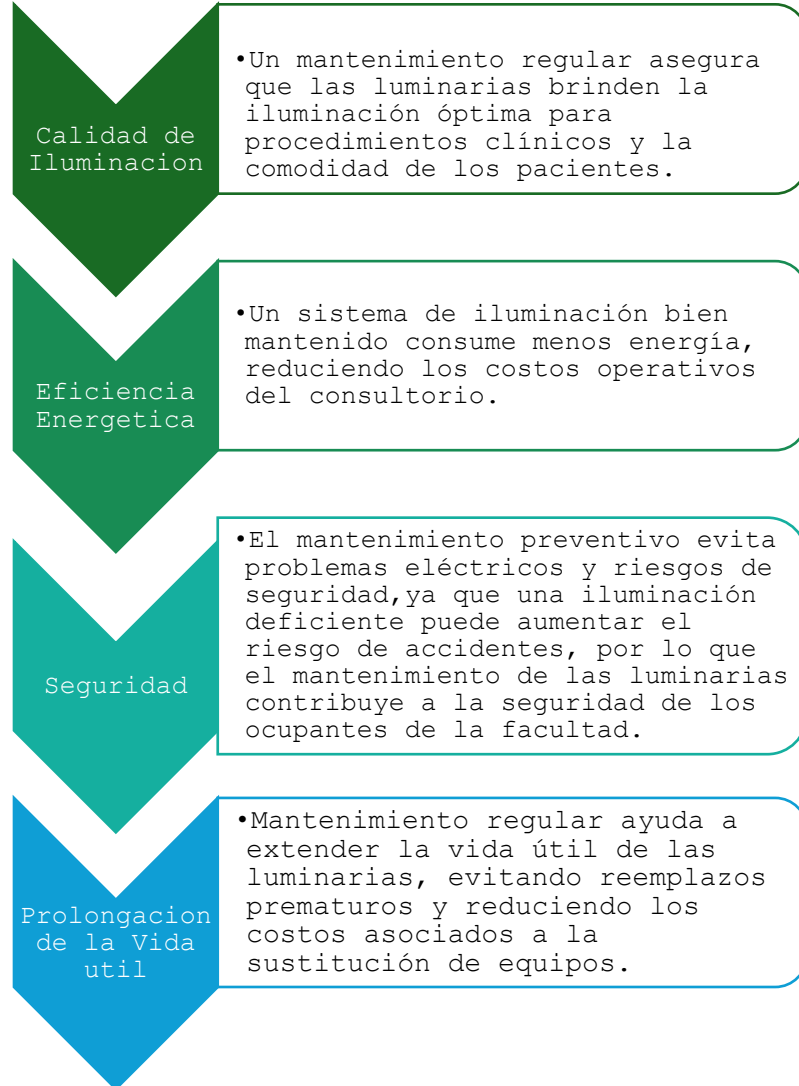 Calidad de
Iluminacion
•Un mantenimiento regular asegura
que las luminarias brinden la
iluminación óptima para
procedimientos clínicos y la
comodidad de los pacientes.
Eficiencia
Energetica
•Un sistema de iluminación bien
mantenido consume menos energía,
reduciendo los costos operativos
del consultorio.
Seguridad
•El mantenimiento preventivo evita
problemas eléctricos y riesgos de
seguridad,ya que una iluminación
deficiente puede aumentar el
riesgo de accidentes, por lo que
el mantenimiento de las luminarias
contribuye a la seguridad de los
ocupantes de la facultad.
Prolongacion
de la Vida
util
•Mantenimiento regular ayuda a
extender la vida útil de las
luminarias, evitando reemplazos
prematuros y reduciendo los
costos asociados a la
sustitución de equipos.